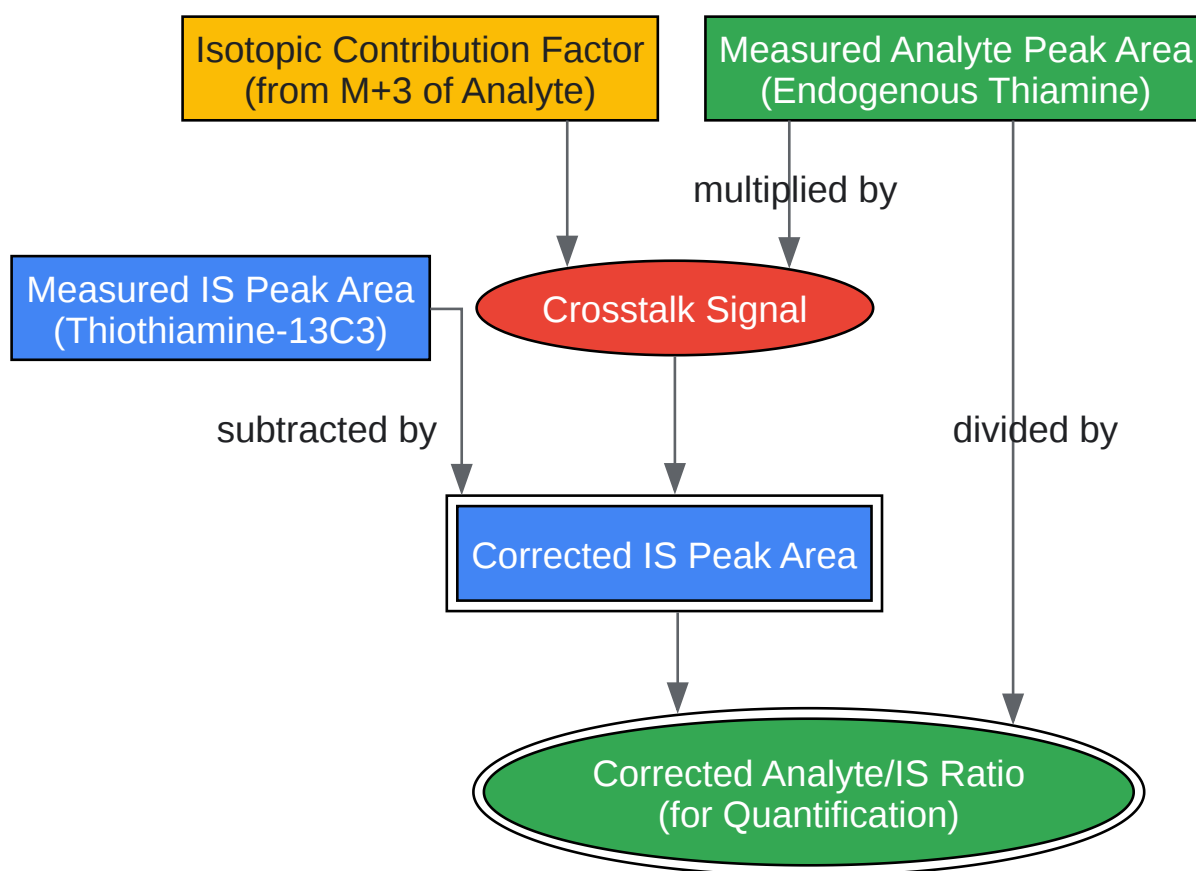 Isotopic Contribution Factor
(from M+3 of Analyte)
Measured Analyte Peak Area
(Endogenous Thiamine)
multiplied by
Measured IS Peak Area
(Thiothiamine-13C3)
Crosstalk Signal
subtracted by
divided by
Corrected IS Peak Area
Corrected Analyte/IS Ratio
(for Quantification)